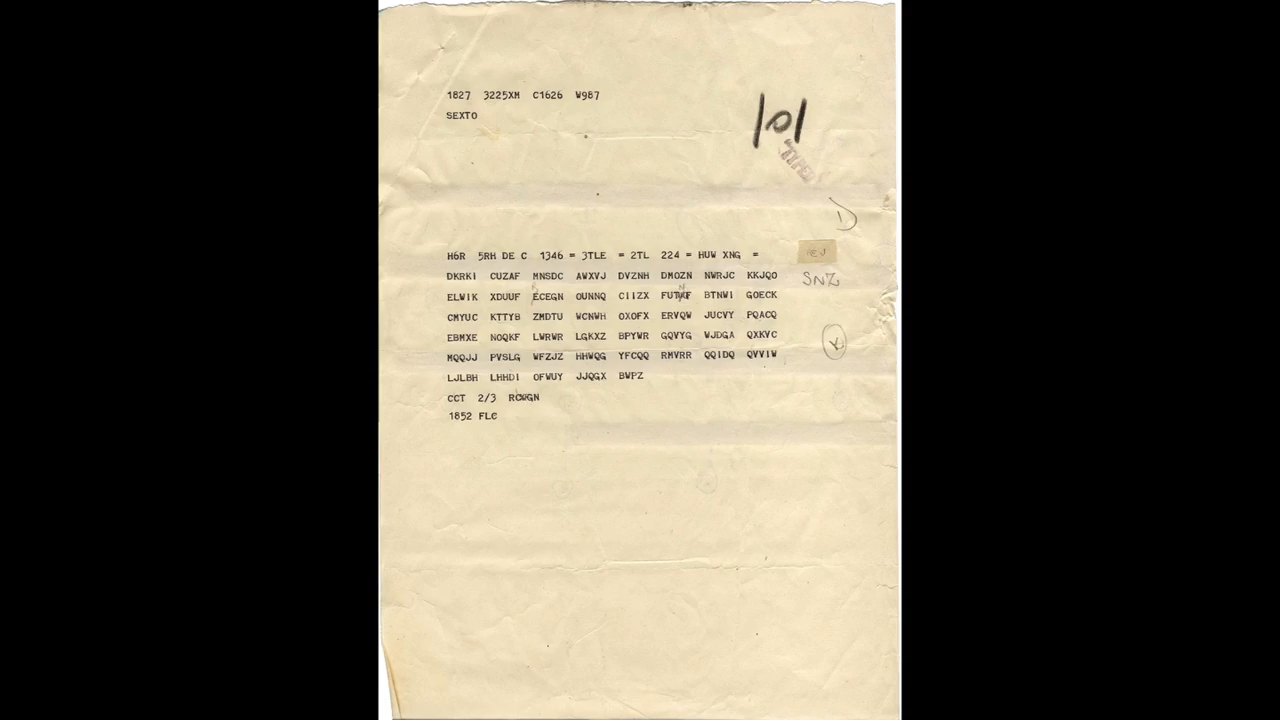 1827 3225XM C1626 W987
SEXTO
101
TYPED
D
H6R 5RH DE C 1346 = 3TLE = 2TL 224 = HUW XNG =
DKRKI CUZAF MNSDC AWXVJ DVZNH DMOZN NWRJC KKJQO
SNZ
ELWIK XDUUF ECEGN OUNNQ CIIZX BTNWI GOECK
CMYUC KTTYB ZMDTU WCNWH OXOFX ERVQW JUCVY PQACQ
EBMXE NOQKF LWRWR LGKXZ BPYWR GQVYG WJDGA QXKVC
K
MQQJJ PVSLG WFZJZ HHWQG YFCQQ RMVRR QQIDQ QVVIW
LJLBH LHHDI OFWUY JJQGX BWPZ
CCT 2/3
1852 FLC